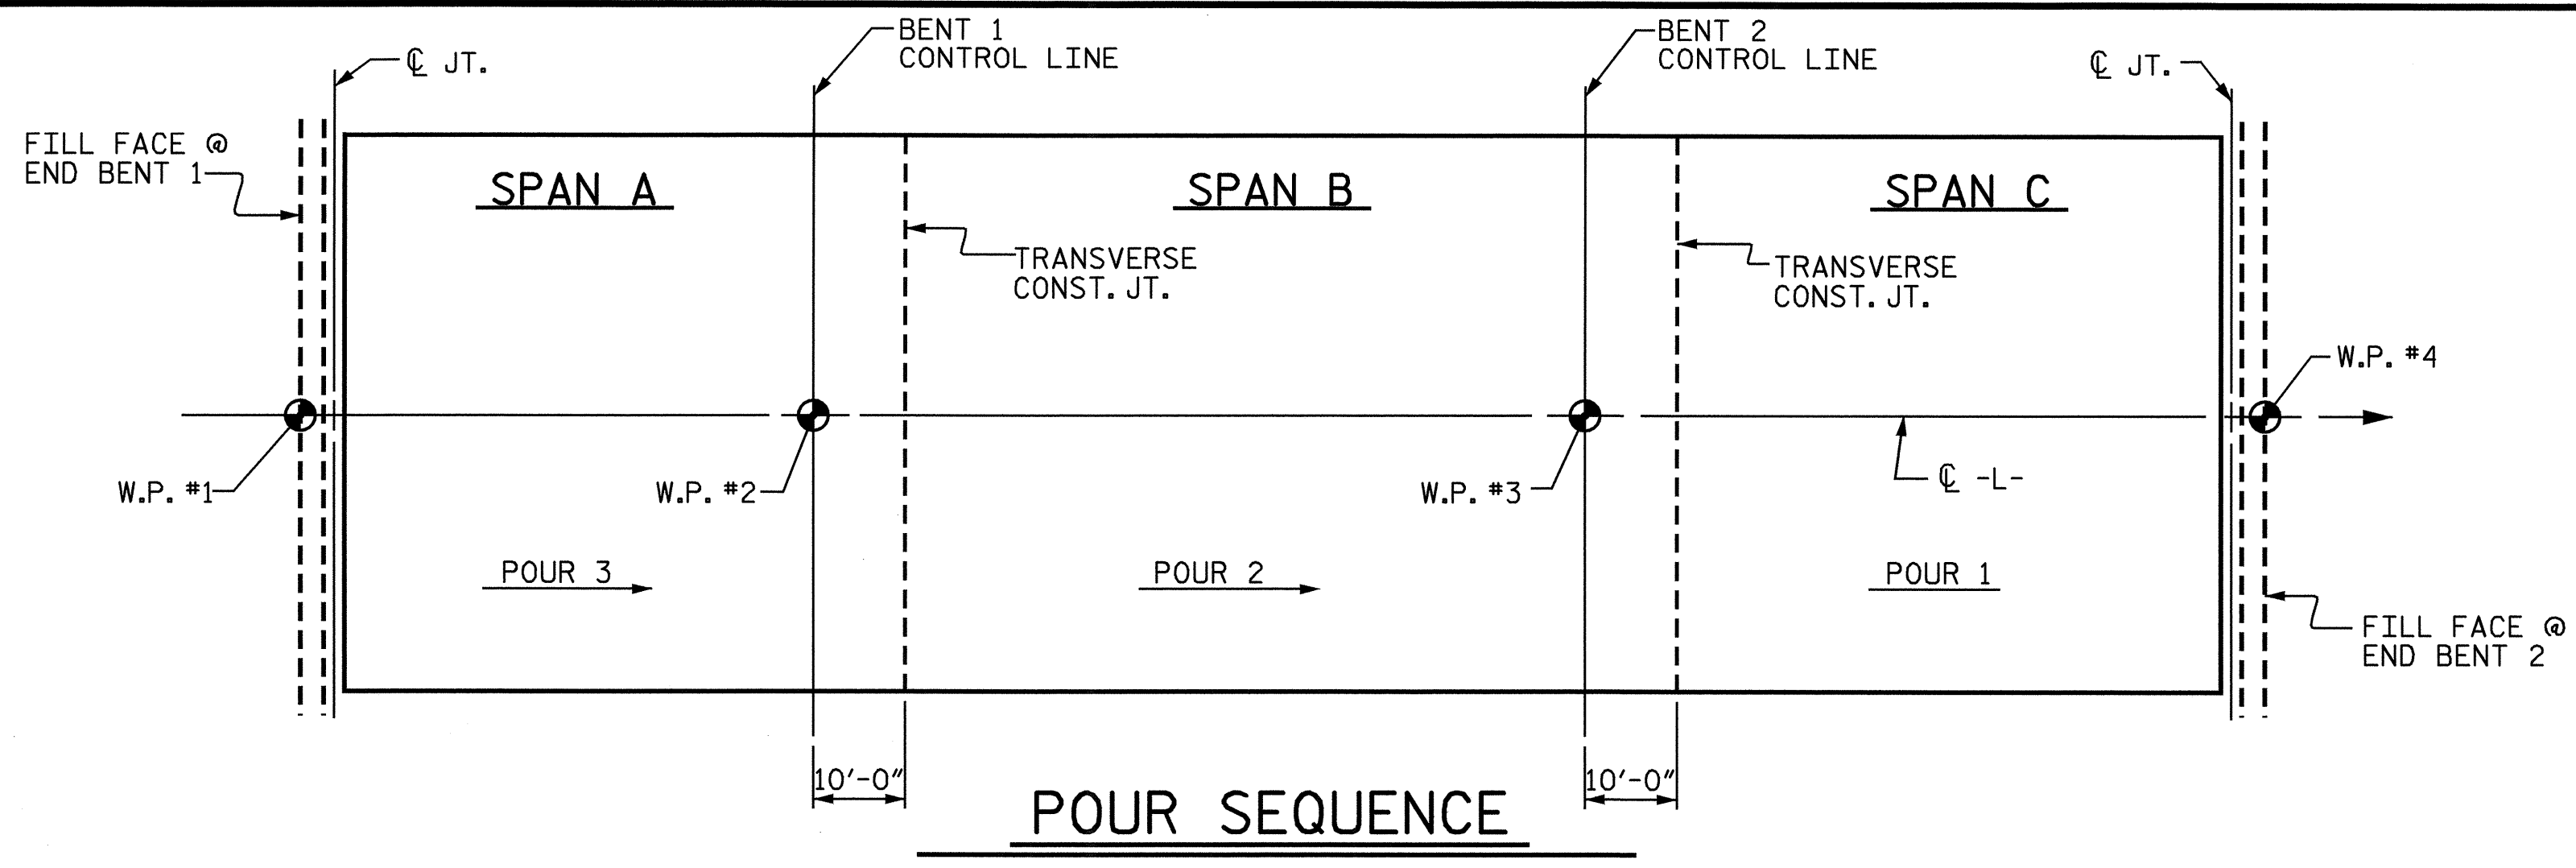 BENT 1
CONTROL LINE
BENT 2
CONTROL LINE
℄ JT.
℄ JT.
FILL FACE @
END BENT 1
SPAN A
SPAN B
SPAN C
TRANSVERSE
CONST. JT.
TRANSVERSE
CONST. JT.
W.P. #4
W.P. #1
W.P. #2
W.P. #3
℄ -L-
POUR 3
POUR 2
POUR 1
FILL FACE @
END BENT 2
10'-0"
10'-0"
POUR SEQUENCE